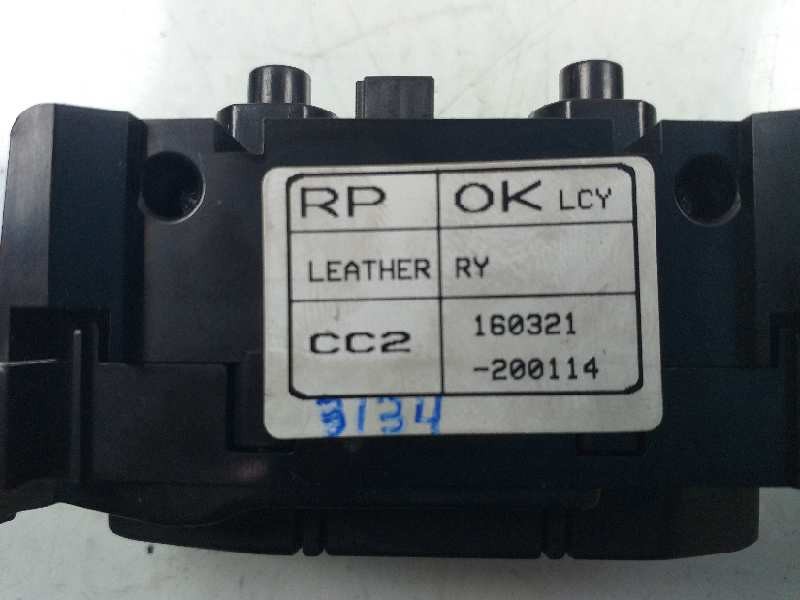 RP OK LCY
LEATHER RY
CC2 160321
-200114
3134